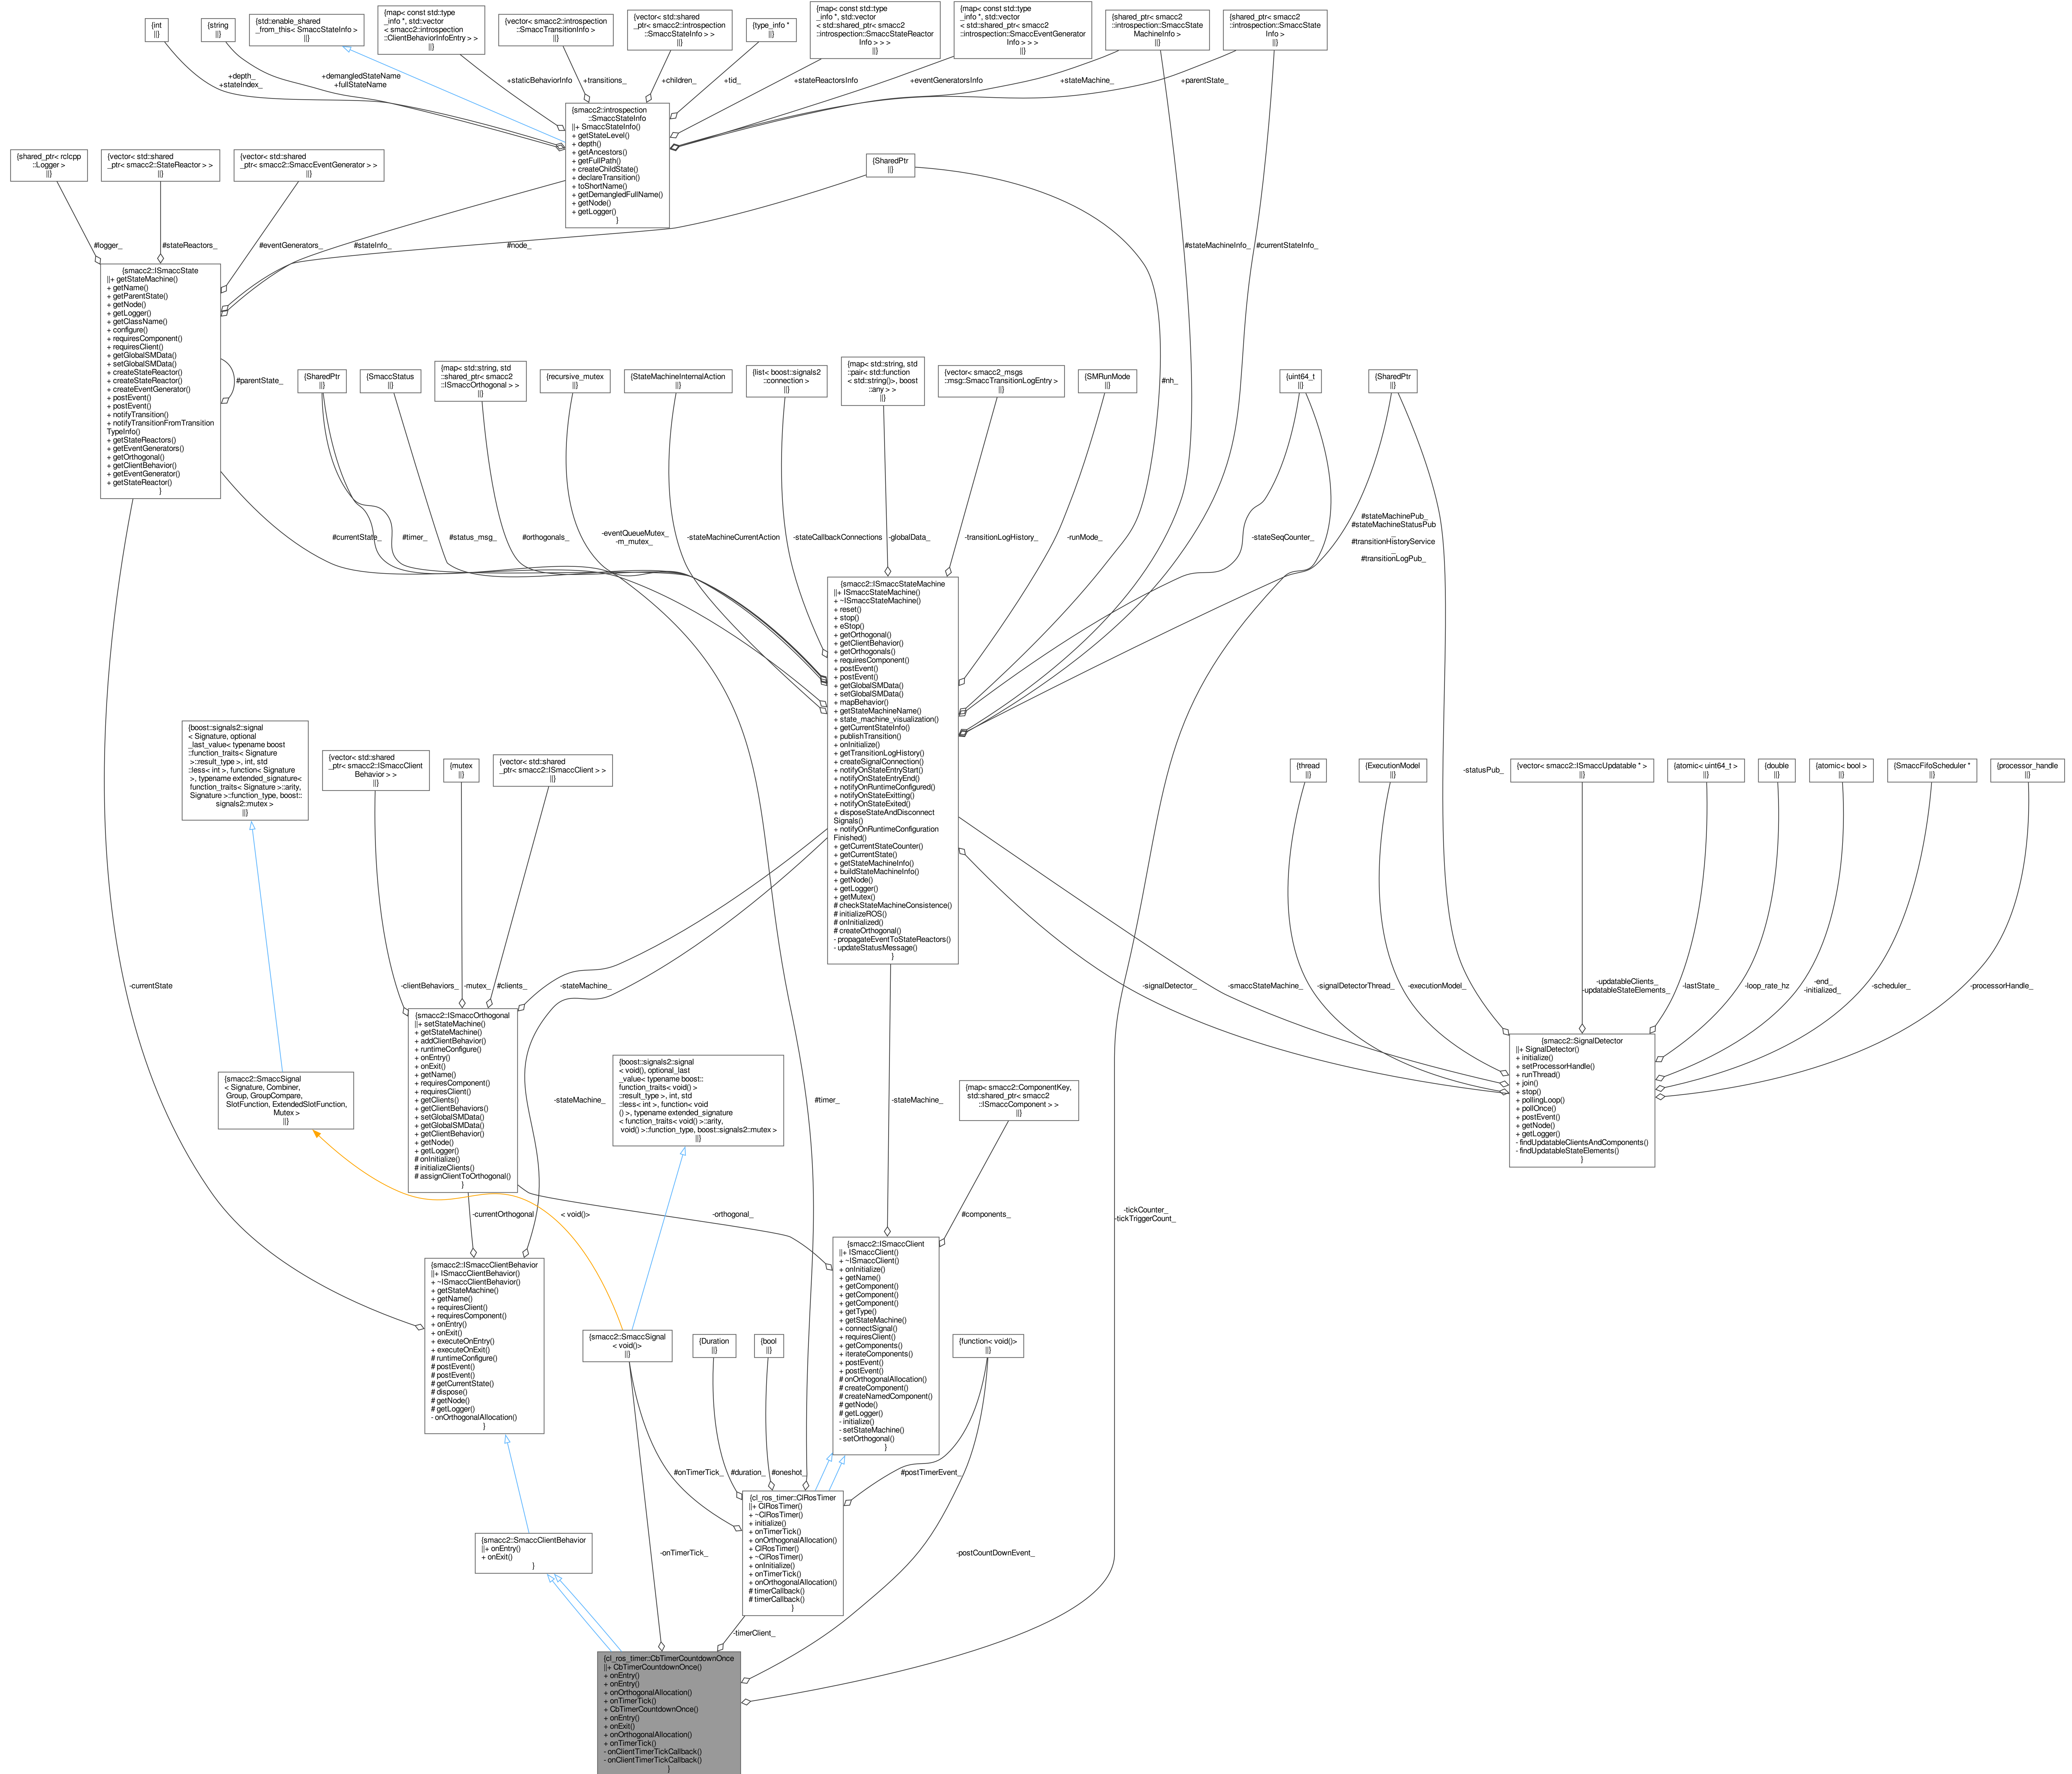 {int
||}
{string
||}
{std::enable_shared
_from_this< SmaccStateInfo >
||}
{map< const std::type
_info *, std::vector
< smacc2::introspection
::ClientBehaviorInfoEntry > >
||}
{vector< smacc2::introspection
::SmaccTransitionInfo >
||}
{vector< std::shared
_ptr< smacc2::introspection
::SmaccStateInfo > >
||}
{type_info *
||}
{map< const std::type
_info *, std::vector
< std::shared_ptr< smacc2
::introspection::SmaccStateReactor
Info > > >
||}
{map< const std::type
_info *, std::vector
< std::shared_ptr< smacc2
::introspection::SmaccEventGenerator
Info > > >
||}
{shared_ptr< smacc2
::introspection::SmaccState
MachineInfo >
||}
{shared_ptr< smacc2
::introspection::SmaccState
Info >
||}
+depth_
+stateIndex_
+demangledStateName
+fullStateName
+staticBehaviorInfo
+transitions_
+children_
+tid_
+stateReactorsInfo
+eventGeneratorsInfo
+stateMachine_
+parentState_
{smacc2::introspection
::SmaccStateInfo
||+ SmaccStateInfo()
+ getStateLevel()
+ depth()
+ getAncestors()
+ getFullPath()
+ createChildState()
+ declareTransition()
+ toShortName()
+ getDemangledFullName()
+ getNode()
+ getLogger()
}
{shared_ptr< rclcpp
::Logger >
||}
{vector< std::shared
_ptr< smacc2::StateReactor > >
||}
{vector< std::shared
_ptr< smacc2::SmaccEventGenerator > >
||}
{SharedPtr
||}
#logger_
#stateReactors_
#eventGenerators_
#stateInfo_
#node_
#stateMachineInfo_
#currentStateInfo_
{smacc2::ISmaccState
||+ getStateMachine()
+ getName()
+ getParentState()
+ getNode()
+ getLogger()
+ getClassName()
+ configure()
+ requiresComponent()
+ requiresClient()
+ getGlobalSMData()
+ setGlobalSMData()
+ createStateReactor()
+ createStateReactor()
+ createEventGenerator()
+ postEvent()
+ postEvent()
+ notifyTransition()
+ notifyTransitionFromTransition
TypeInfo()
+ getStateReactors()
+ getEventGenerators()
+ getOrthogonal()
+ getClientBehavior()
+ getEventGenerator()
+ getStateReactor()
}
#parentState_
{SharedPtr
||}
{SmaccStatus
||}
{map< std::string, std
::shared_ptr< smacc2
::ISmaccOrthogonal > >
||}
{recursive_mutex
||}
{StateMachineInternalAction
||}
{list< boost::signals2
::connection >
||}
{map< std::string, std
::pair< std::function
< std::string()>, boost
::any > >
||}
{vector< smacc2_msgs
::msg::SmaccTransitionLogEntry >
||}
{SMRunMode
||}
#nh_
{uint64_t
||}
{SharedPtr
||}
#currentState_
#timer_
#status_msg_
#orthogonals_
-eventQueueMutex_
-m_mutex_
-stateMachineCurrentAction
-stateCallbackConnections
-globalData_
-transitionLogHistory_
-runMode_
-stateSeqCounter_
#stateMachinePub_
#stateMachineStatusPub
_
#transitionHistoryService
_
#transitionLogPub_
{smacc2::ISmaccStateMachine
||+ ISmaccStateMachine()
+ ~ISmaccStateMachine()
+ reset()
+ stop()
+ eStop()
+ getOrthogonal()
+ getClientBehavior()
+ getOrthogonals()
+ requiresComponent()
+ postEvent()
+ postEvent()
+ getGlobalSMData()
+ setGlobalSMData()
+ mapBehavior()
+ getStateMachineName()
+ state_machine_visualization()
+ getCurrentStateInfo()
+ publishTransition()
+ onInitialize()
+ getTransitionLogHistory()
+ createSignalConnection()
+ notifyOnStateEntryStart()
+ notifyOnStateEntryEnd()
+ notifyOnRuntimeConfigured()
+ notifyOnStateExitting()
+ notifyOnStateExited()
+ disposeStateAndDisconnect
Signals()
+ notifyOnRuntimeConfiguration
Finished()
+ getCurrentStateCounter()
+ getCurrentState()
+ getStateMachineInfo()
+ buildStateMachineInfo()
+ getNode()
+ getLogger()
+ getMutex()
# checkStateMachineConsistence()
# initializeROS()
# onInitialized()
# createOrthogonal()
- propagateEventToStateReactors()
- updateStatusMessage()
}
{boost::signals2::signal
< Signature, optional
_last_value< typename boost
::function_traits< Signature
>::result_type >, int, std
::less< int >, function< Signature
>, typename extended_signature<
function_traits< Signature >::arity,
Signature >::function_type, boost::
signals2::mutex >
||}
{vector< std::shared
_ptr< smacc2::ISmaccClient
Behavior > >
||}
{mutex
||}
{vector< std::shared
_ptr< smacc2::ISmaccClient > >
||}
{thread
||}
{ExecutionModel
||}
-statusPub_
{vector< smacc2::ISmaccUpdatable * >
||}
{atomic< uint64_t >
||}
{double
||}
{atomic< bool >
||}
{SmaccFifoScheduler *
||}
{processor_handle
||}
-currentState
-clientBehaviors_
-mutex_
#clients_
-stateMachine_
-signalDetector_
-smaccStateMachine_
-signalDetectorThread_
-executionModel_
-updatableClients_
-updatableStateElements_
-lastState_
-loop_rate_hz
-end_
-initialized_
-scheduler_
-processorHandle_
{smacc2::ISmaccOrthogonal
||+ setStateMachine()
+ getStateMachine()
+ addClientBehavior()
+ runtimeConfigure()
+ onEntry()
+ onExit()
+ getName()
+ requiresComponent()
+ requiresClient()
+ getClients()
+ getClientBehaviors()
+ setGlobalSMData()
+ getGlobalSMData()
+ getClientBehavior()
+ getNode()
+ getLogger()
# onInitialize()
# initializeClients()
# assignClientToOrthogonal()
}
{smacc2::SignalDetector
||+ SignalDetector()
+ initialize()
+ setProcessorHandle()
+ runThread()
+ join()
+ stop()
+ pollingLoop()
+ pollOnce()
+ postEvent()
+ getNode()
+ getLogger()
- findUpdatableClientsAndComponents()
- findUpdatableStateElements()
}
{smacc2::SmaccSignal
< Signature, Combiner,
Group, GroupCompare,
SlotFunction, ExtendedSlotFunction,
Mutex >
||}
{boost::signals2::signal
< void(), optional_last
_value< typename boost::
function_traits< void() >
::result_type >, int, std
::less< int >, function< void
() >, typename extended_signature
< function_traits< void() >::arity,
void() >::function_type, boost::signals2::mutex >
||}
{map< smacc2::ComponentKey,
std::shared_ptr< smacc2
::ISmaccComponent > >
||}
-stateMachine_
#timer_
-stateMachine_
-currentOrthogonal
< void()>
-orthogonal_
#components_
-tickCounter_
-tickTriggerCount_
{smacc2::ISmaccClientBehavior
||+ ISmaccClientBehavior()
+ ~ISmaccClientBehavior()
+ getStateMachine()
+ getName()
+ requiresClient()
+ requiresComponent()
+ onEntry()
+ onExit()
+ executeOnEntry()
+ executeOnExit()
# runtimeConfigure()
# postEvent()
# postEvent()
# getCurrentState()
# dispose()
# getNode()
# getLogger()
- onOrthogonalAllocation()
}
{smacc2::ISmaccClient
||+ ISmaccClient()
+ ~ISmaccClient()
+ onInitialize()
+ getName()
+ getComponent()
+ getComponent()
+ getComponent()
+ getType()
+ getStateMachine()
+ connectSignal()
+ requiresClient()
+ getComponents()
+ iterateComponents()
+ postEvent()
+ postEvent()
# onOrthogonalAllocation()
# createComponent()
# createNamedComponent()
# getNode()
# getLogger()
- initialize()
- setStateMachine()
- setOrthogonal()
}
{smacc2::SmaccSignal
< void()>
||}
{Duration
||}
{bool
||}
{function< void()>
||}
#onTimerTick_
#duration_
#oneshot_
#postTimerEvent_
{cl_ros_timer::ClRosTimer
||+ ClRosTimer()
+ ~ClRosTimer()
+ initialize()
+ onTimerTick()
+ onOrthogonalAllocation()
+ ClRosTimer()
+ ~ClRosTimer()
+ onInitialize()
+ onTimerTick()
+ onOrthogonalAllocation()
# timerCallback()
# timerCallback()
}
{smacc2::SmaccClientBehavior
||+ onEntry()
+ onExit()
}
-onTimerTick_
-postCountDownEvent_
-timerClient_
{cl_ros_timer::CbTimerCountdownOnce
||+ CbTimerCountdownOnce()
+ onEntry()
+ onEntry()
+ onOrthogonalAllocation()
+ onTimerTick()
+ CbTimerCountdownOnce()
+ onEntry()
+ onExit()
+ onOrthogonalAllocation()
+ onTimerTick()
- onClientTimerTickCallback()
- onClientTimerTickCallback()
}